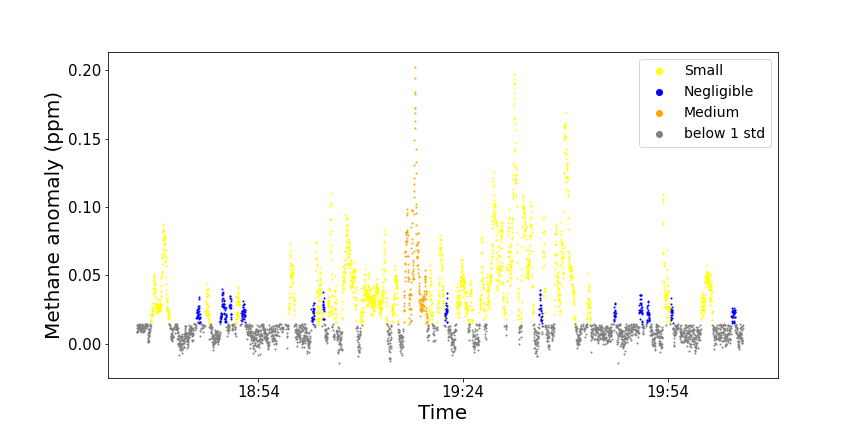 Methane anomaly (ppm)
0.20
0.15
0.10
0.05
0.00
Small
Negligible
Medium
below 1 std
18:54
19:24
19:54
Time